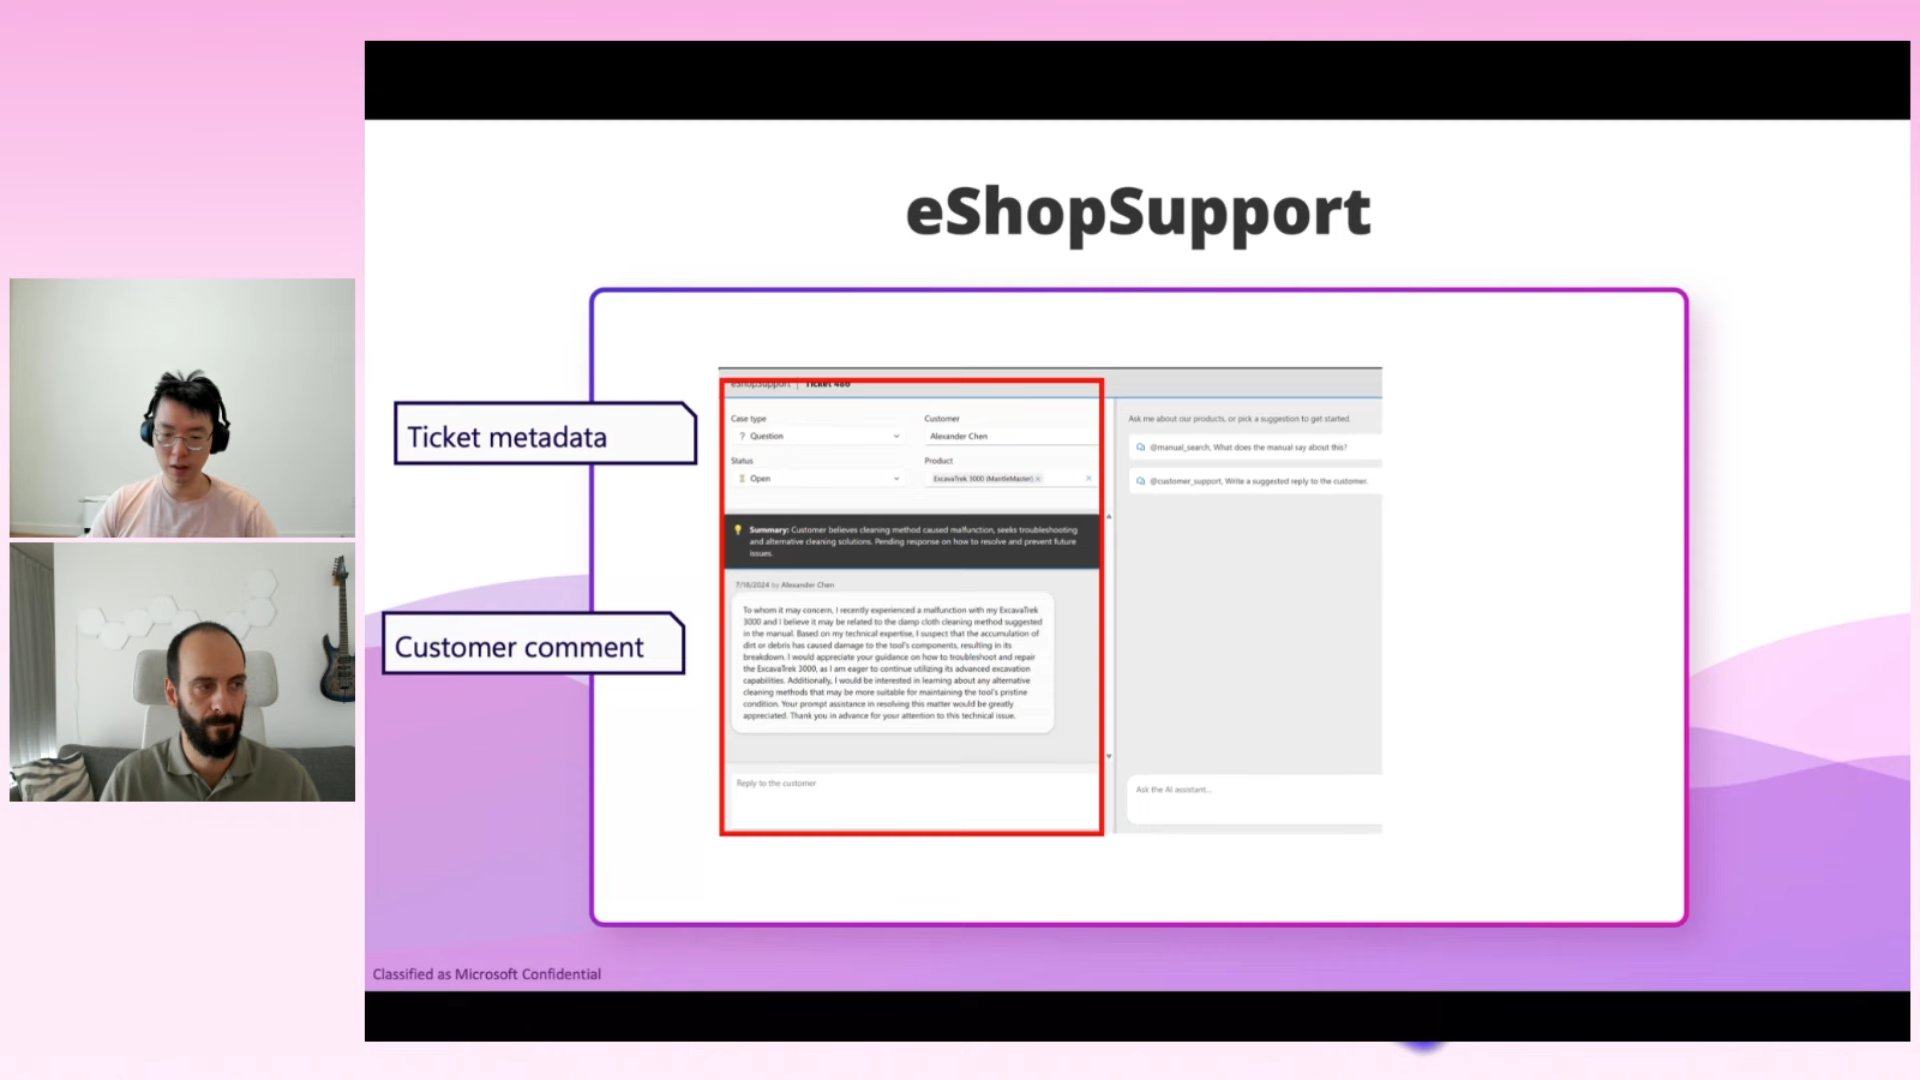 eShopSupport
Ticket metadata
Customer comment
eShopSupport | Ticket 486
Case type
? Question
Customer
Alexander Chen
Status
Open
Product
ExcavaTrek 3000 (MantleMaster) ×
×
Summary: Customer believes cleaning method caused malfunction, seeks troubleshooting
and alternative cleaning solutions. Pending response on how to resolve and prevent future
issues.
7/16/2024 by Alexander Chen
To whom it may concern, I recently experienced a malfunction with my ExcavaTrek
3000 and I believe it may be related to the damp cloth cleaning method suggested
in the manual. Based on my technical expertise, I suspect that the accumulation of
dirt or debris has caused damage to the tool's components, resulting in its
breakdown. I would appreciate your guidance on how to troubleshoot and repair
the ExcavaTrek 3000, as I am eager to continue utilizing its advanced excavation
capabilities. Additionally, I would be interested in learning about any alternative
cleaning methods that may be more suitable for maintaining the tool's pristine
condition. Your prompt assistance in resolving this matter would be greatly
appreciated. Thank you in advance for your attention to this technical issue.
Reply to the customer
Ask me about our products, or pick a suggestion to get started.
@manual_search, What does the manual say about this?
@customer_support, Write a suggested reply to the customer.
Ask the AI assistant...
Classified as Microsoft Confidential